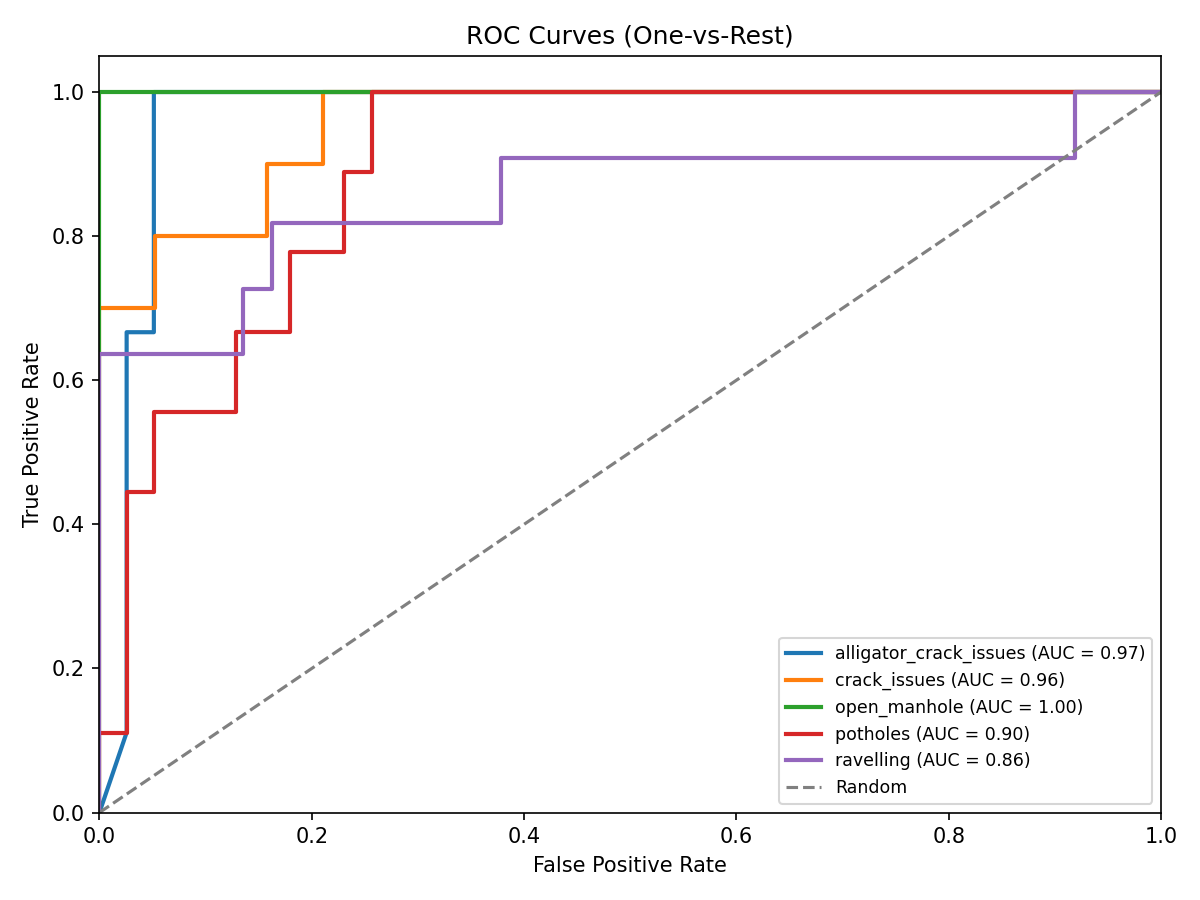 ROC Curves (One-vs-Rest)
True Positive Rate
1.0
0.8
0.6
0.4
0.2
0.0
0.0 0.2 0.4 0.6 0.8 1.0
False Positive Rate
alligator_crack_issues (AUC = 0.97)
crack_issues (AUC = 0.96)
open_manhole (AUC = 1.00)
potholes (AUC = 0.90)
ravelling (AUC = 0.86)
Random